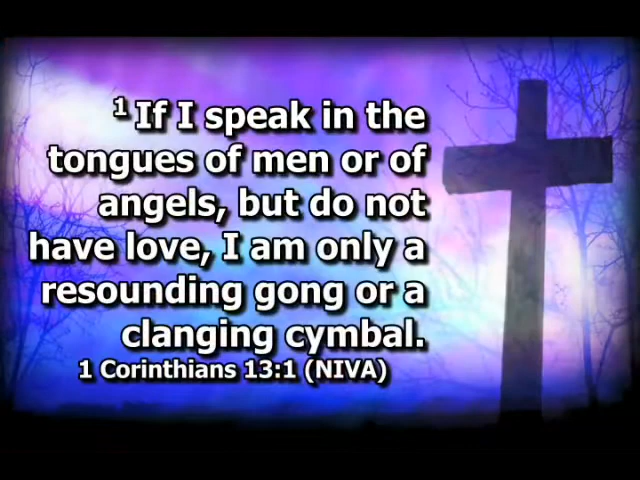 1 If I speak in the
tongues of men or of
angels, but do not
have love, I am only a
resounding gong or a
clanging cymbal.
1 Corinthians 13:1 (NIVA)